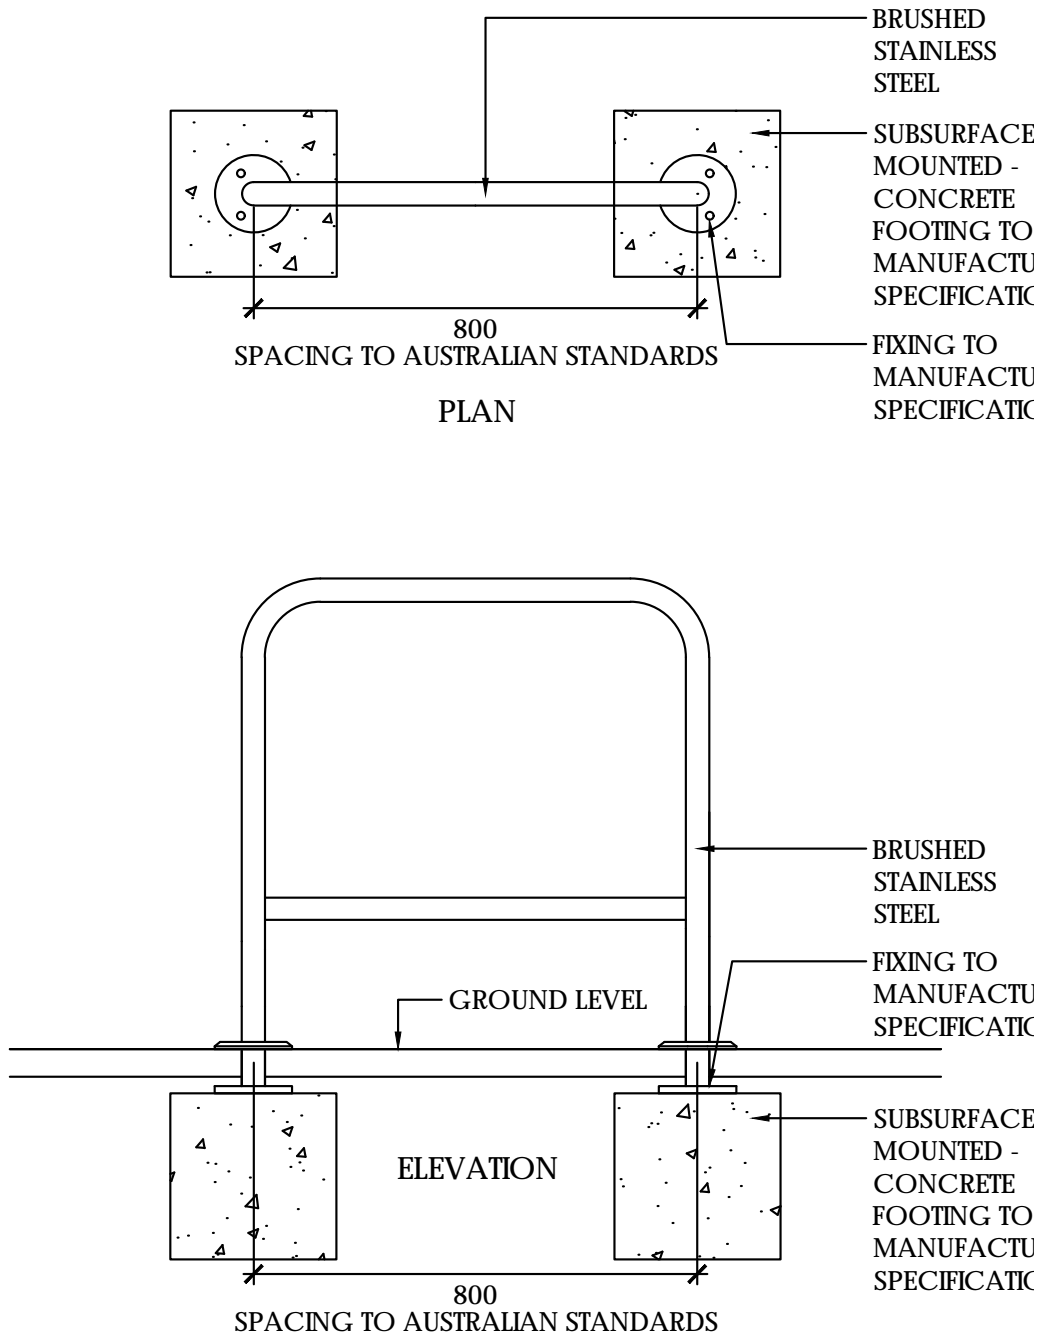 BRUSHED
STAINLESS
STEEL
SUBSURFACE
MOUNTED -
CONCRETE
FOOTING TO
MANUFACTU
SPECIFICATIC
FIXING TO
MANUFACTU
SPECIFICATIC
800
SPACING TO AUSTRALIAN STANDARDS
PLAN
BRUSHED
STAINLESS
STEEL
FIXING TO
MANUFACTU
SPECIFICATIC
GROUND LEVEL
SUBSURFACE
MOUNTED -
CONCRETE
FOOTING TO
MANUFACTU
SPECIFICATIC
ELEVATION
800
SPACING TO AUSTRALIAN STANDARDS